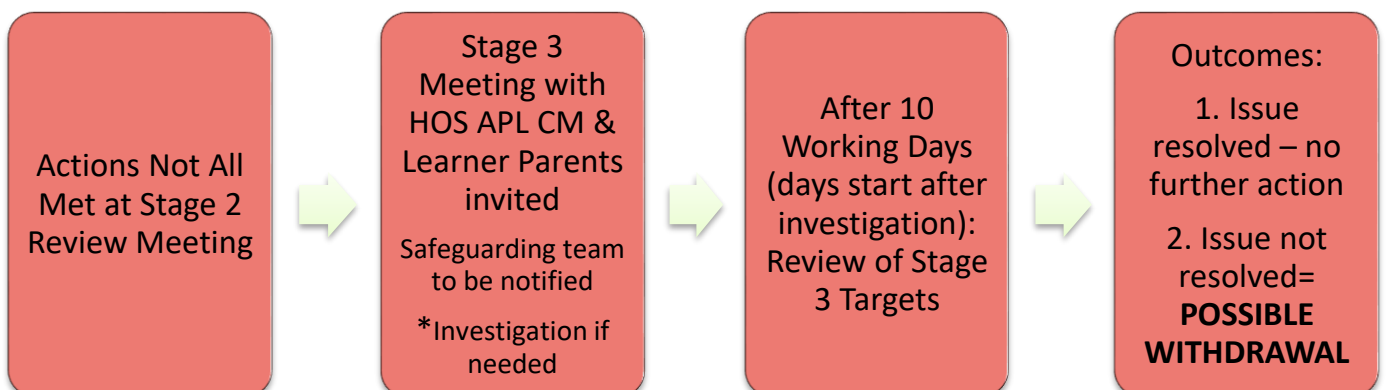 Actions Not All
Met at Stage 2
Review Meeting
Stage 3
Meeting with
HOS APL CM &
Learner Parents
invited
Safeguarding team
to be notified
*Investigation if
needed
After 10
Working Days
(days start after
investigation):
Review of Stage
3 Targets
Outcomes:
1. Issue
resolved – no
further action
2. Issue not
resolved=
POSSIBLE
WITHDRAWAL